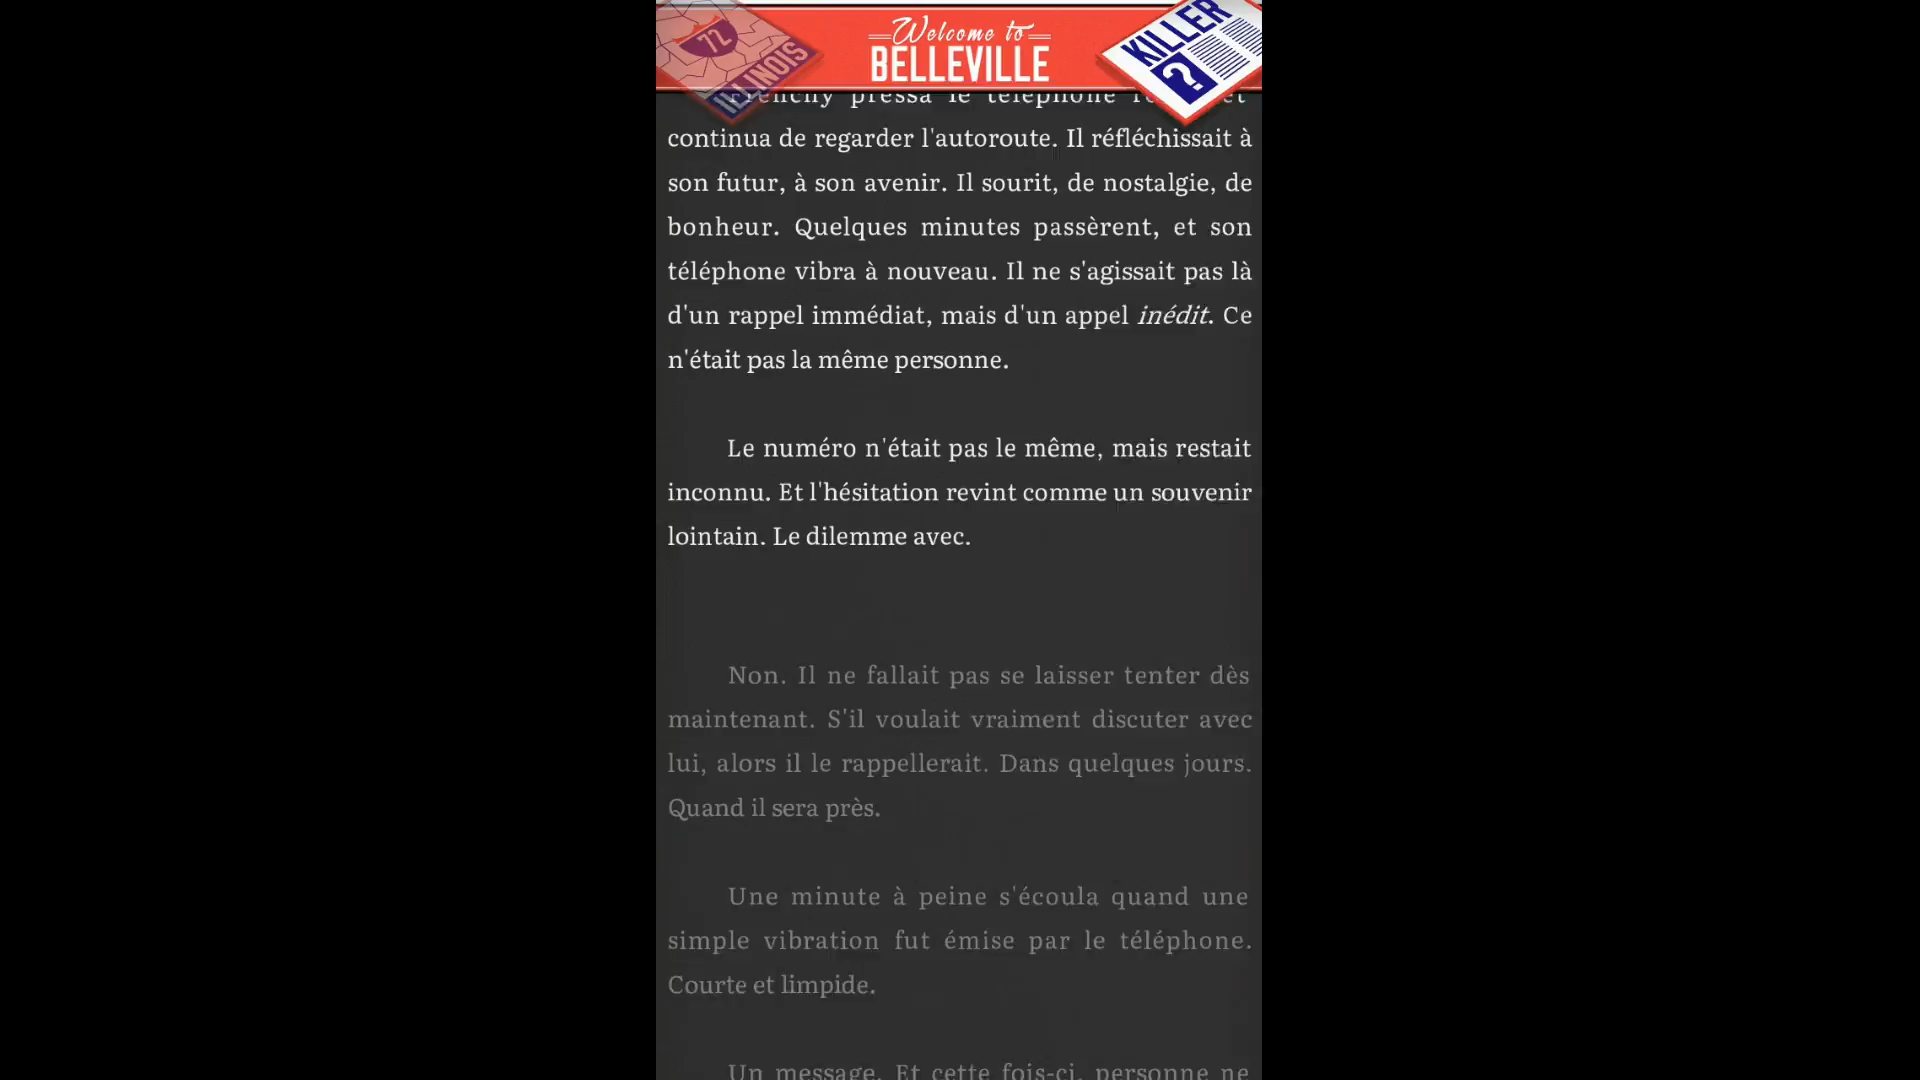 72
ILLINOIS
Welcome to
BELLEVILLE
KILLER
?
Frenchy pressa le téléphone
continua de regarder l'autoroute. Il réfléchissait à
son futur, à son avenir. Il sourit, de nostalgie, de
bonheur. Quelques minutes passèrent, et son
téléphone vibra à nouveau. Il ne s'agissait pas là
d'un rappel immédiat, mais d'un appel inédit. Ce
n'était pas la même personne.
Le numéro n'était pas le même, mais restait
inconnu. Et l'hésitation revint comme un souvenir
lointain. Le dilemme avec.
Non. Il ne fallait pas se laisser tenter dès
maintenant. S'il voulait vraiment discuter avec
lui, alors il le rappellerait. Dans quelques jours.
Quand il sera près.
Une minute à peine s'écoula quand une
simple vibration fut émise par le téléphone.
Courte et limpide.
Un message. Et cette fois-ci, personne ne